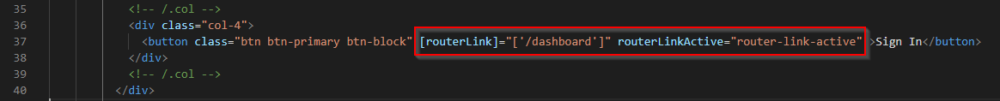 35 <!-- /.col -->
36 <div class="col-4">
37 <button class="btn btn-primary btn-block" [routerLink]="['/dashboard']" routerLinkActive="router-link-active" >Sign In</button>
38 </div>
39 <!-- /.col -->
40 </div>